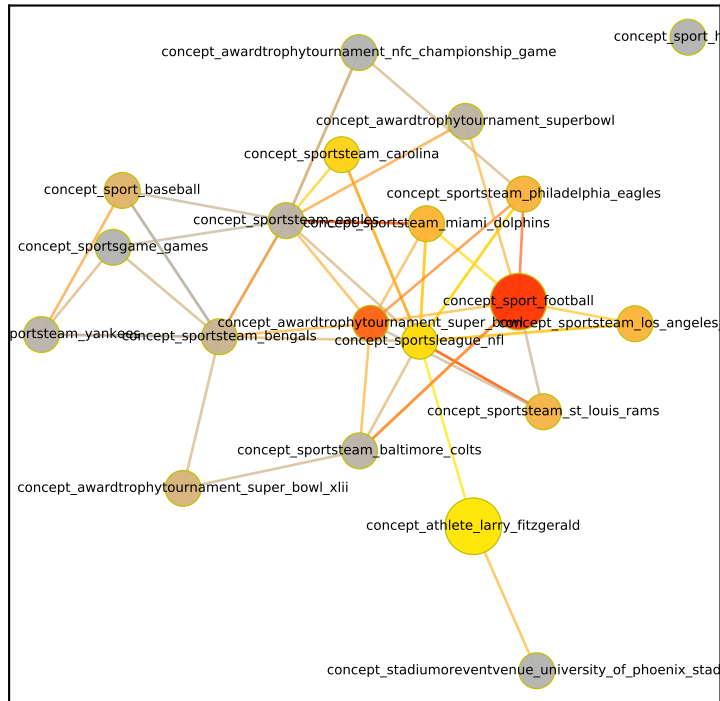 concept_sport_h
concept_awardtrophytournament_nfc_championship_game
concept_awardtrophytournament_superbowl
concept_sportsteam_carolina
concept_sport_baseball
concept_sportsteam_philadelphia_eagles
concept_sportsteam_eagles
concept_sportsteam_miami_dolphins
concept_sportsgame_games
concept_sport_football
concept_awardtrophytournament_super_bowl
concept_sportsteam_los_angeles_
portsteam_yankees
concept_sportsteam_bengals
concept_sportsleague_nfl
concept_sportsteam_st_louis_rams
concept_sportsteam_baltimore_colts
concept_awardtrophytournament_super_bowl_xlii
concept_athlete_larry_fitzgerald
concept_stadiumoreventvenue_university_of_phoenix_stad